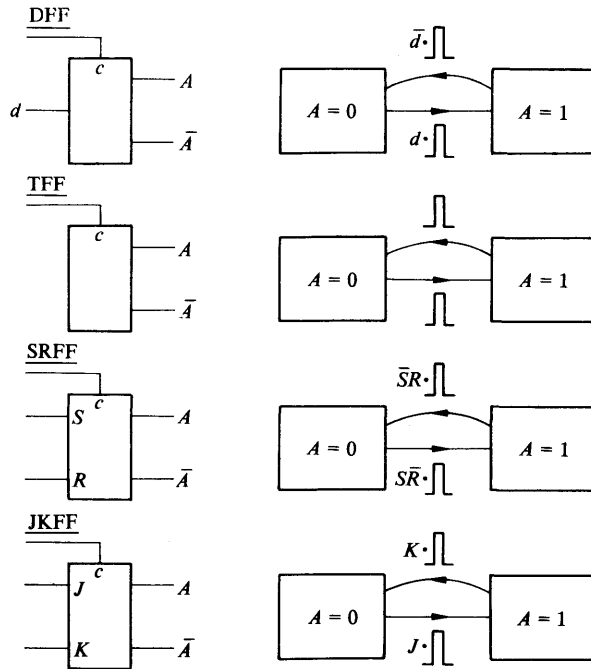 DFF
c
d
A
A̅
d̅·
A = 0
A = 1
d·
TFF
c
A
A̅
A = 0
A = 1
SRFF
c
S
R
A
A̅
S̅R·
A = 0
A = 1
SR̅·
JKFF
c
J
K
A
A̅
K·
A = 0
A = 1
J·